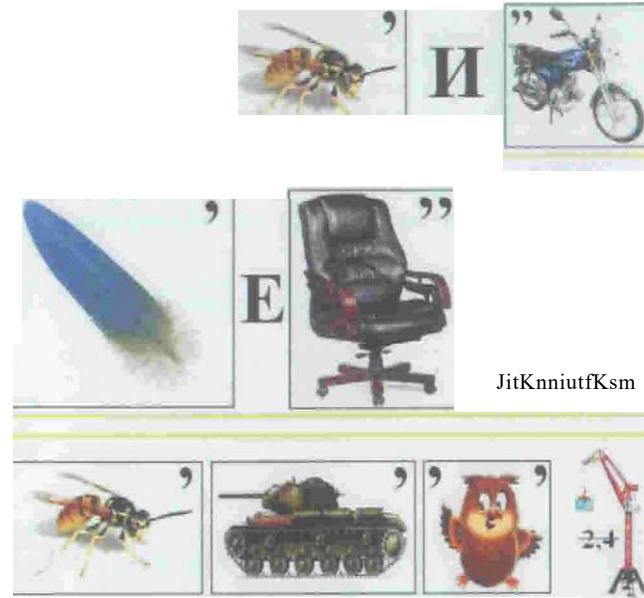 ’ И ”
’ Е ”
JitKnniutfKsm
’ ’ ’ ’
2,4